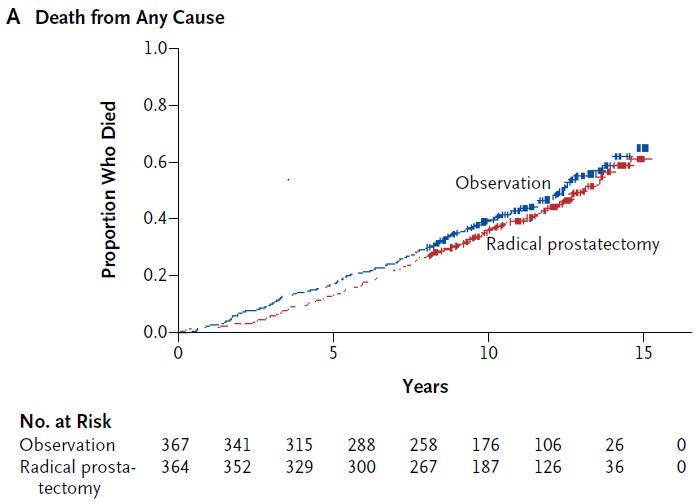 A Death from Any Cause
1.0
0.8
0.6
0.4
0.2
0.0
Proportion Who Died
Observation
Radical prostatectomy
0 5 10 15
Years
No. at Risk
Observation 367 341 315 288 258 176 106 26 0
Radical prosta- 364 352 329 300 267 187 126 36 0
tectomy